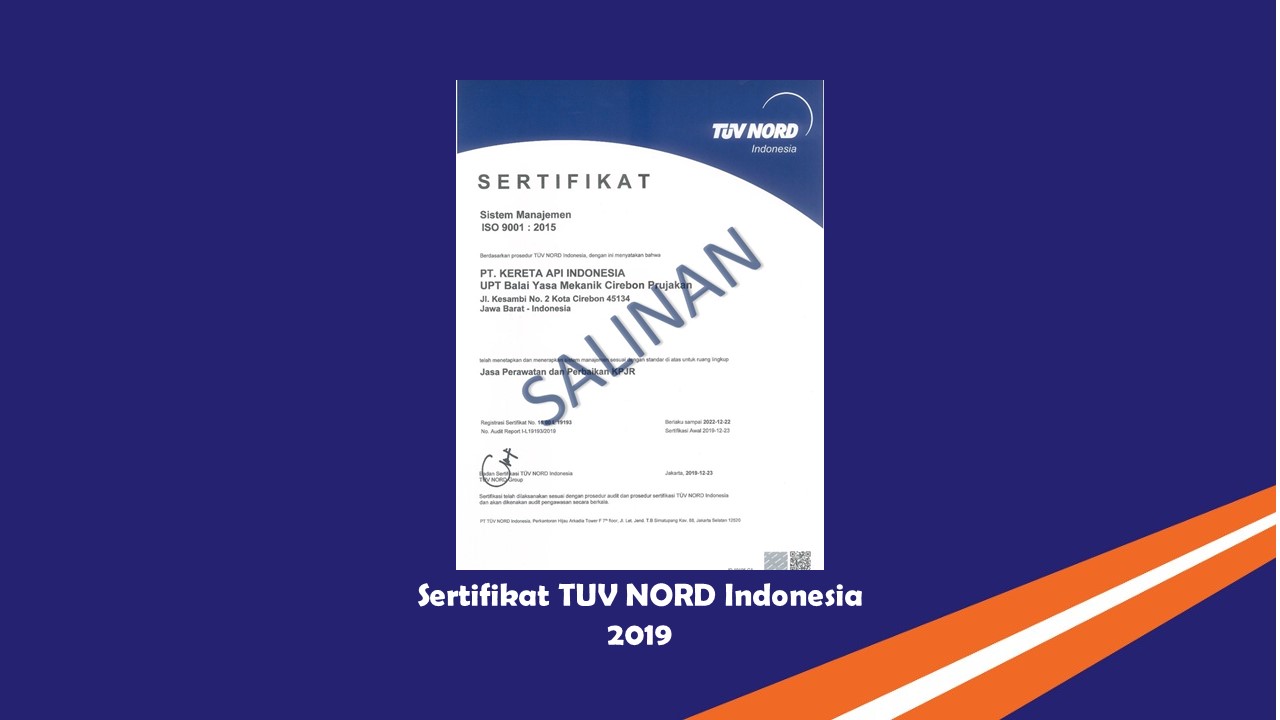 TÜV NORD
Indonesia
SERTIFIKAT
Sistem Manajemen
ISO 9001 : 2015
Berdasarkan prosedur TÜV NORD Indonesia, dengan ini menyatakan bahwa
PT. KERETA API INDONESIA
UPT Balai Yasa Mekanik Cirebon Prujakan
Jl. Kesambi No. 2 Kota Cirebon 45134
Jawa Barat - Indonesia
SALINAN
telah menetapkan dan menerapkan sistem manajemen sesuai dengan standar di atas untuk ruang lingkup
Jasa Perawatan dan Perbaikan KPJR
Registrasi Sertifikat No. 19193
No. Audit Report I-L19193/2019
Berlaku sampai 2022-12-22
Sertifikasi Awal 2019-12-23
Badan Sertifikasi TÜV NORD Indonesia
TÜV NORD Group
Jakarta, 2019-12-23
Sertifikasi telah dilaksanakan sesuai dengan prosedur audit dan prosedur sertifikasi TÜV NORD Indonesia
dan akan dikenakan audit pengawasan secara berkala.
PT TÜV NORD Indonesia. Perkantoran Hijau Arkadia Tower F 7th floor, Jl. Let. Jend. T.B Simatupang Kav. 88, Jakarta Selatan 12520
Sertifikat TUV NORD Indonesia
2019